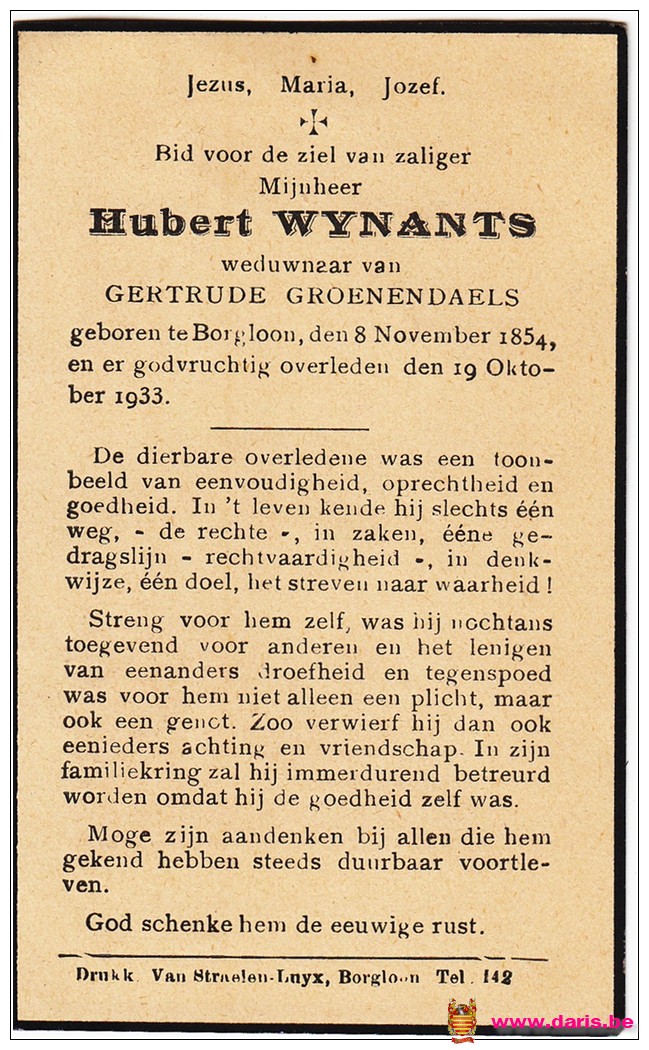 Jezus, Maria, Jozef.
Bid voor de ziel van zaliger
Mijnheer
Hubert WYNANTS
weduwnaar van
GERTRUDE GROENENDAELS
geboren te Borgloon, den 8 November 1854,
en er godvruchtig overleden den 19 Okto-
ber 1933.
De dierbare overledene was een toon-
beeld van eenvoudigheid, oprechtheid en
goedheid. In 't leven kende hij slechts één
weg, - de rechte -, in zaken, ééne ge-
dragslijn - rechtvaardigheid -, in denk-
wijze, één doel, het streven naar waarheid !
Streng voor hem zelf, was hij nochtans
toegevend voor anderen en het lenigen
van eenanders droefheid en tegenspoed
was voor hem niet alleen een plicht, maar
ook een genot. Zoo verwierf hij dan ook
eenieders achting en vriendschap. In zijn
familiekring zal hij immerdurend betreurd
worden omdat hij de goedheid zelf was.
Moge zijn aandenken bij allen die hem
gekend hebben steeds duurbaar voortle-
ven.
God schenke hem de eeuwige rust.
Drukk. Van Straelen-Luyx, Borgloon Tel. 142
www.daris.be